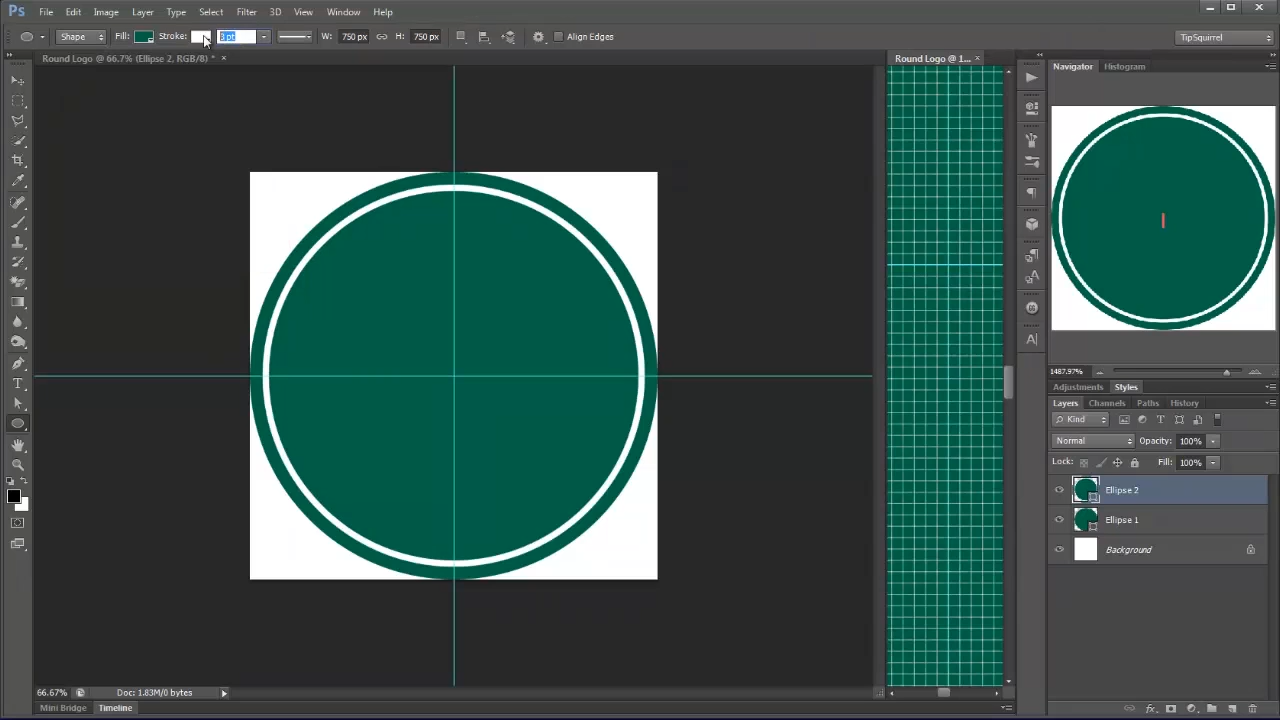 Ps File Edit Image Layer Type Select Filter 3D View Window Help
Shape Fill: Stroke: 3 pt W: 750 px H: 750 px Align Edges TipSquirrel
Round Logo @ 66.7% (Ellipse 2, RGB/8) * × Round Logo @ 1... ×
Navigator Histogram
1487.97%
Adjustments Styles
Layers Channels Paths History
Kind
Normal Opacity: 100%
Lock: Fill: 100%
Ellipse 2
Ellipse 1
Background
66.67% Doc: 1.83M/0 bytes
Mini Bridge Timeline